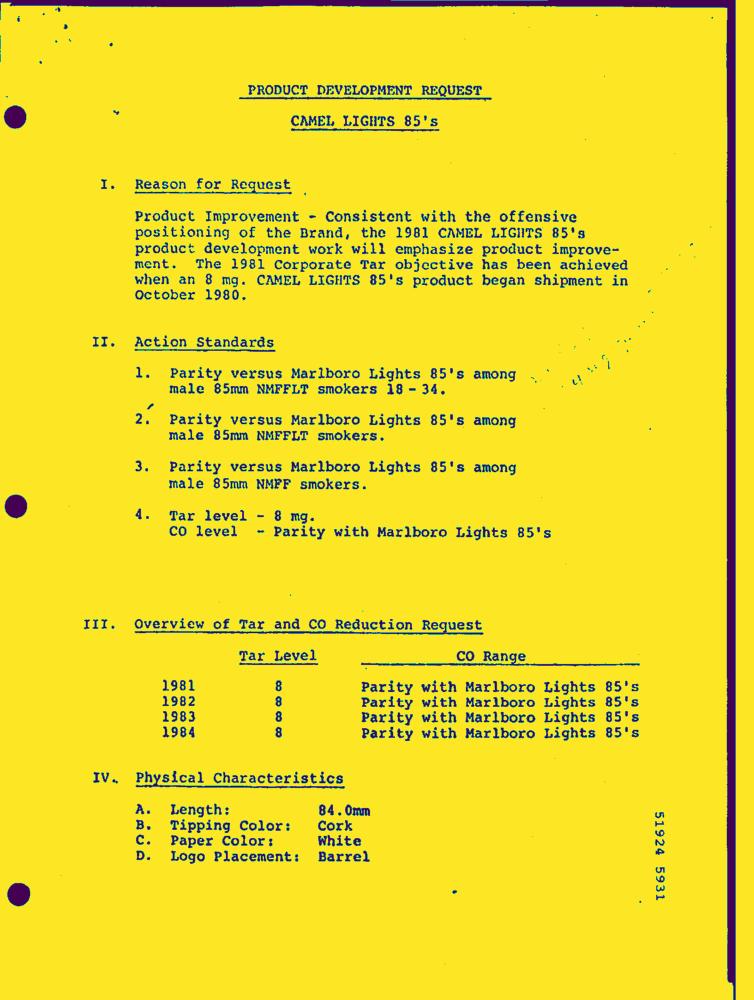 PRODUCT DEVELOPMENT REQUEST
CAMEL LIGHTS 85's
I. Reason for Request
Product Improvement - Consistent with the offensive
positioning of the Brand, the 1981 CAMEL LIGHTS 85's
product development work will emphasize product improve-
ment. The 1981 Corporate Tar objective has been achieved
when an 8 mg. CAMEL LIGHTS 85's product began shipment in
October 1980.
II. Action Standards
1. Parity versus Marlboro Lights 85's among
male 85mm NMFFLT smokers 18 - 34.
2. Parity versus Marlboro Lights 85's among
male 85mm NMFFLT smokers.
3. Parity versus Marlboro Lights 85's among
male 85mm NMFF smokers.
4. Tar level - 8 mg.
CO level - Parity with Marlboro Lights 85's
III. Overview of Tar and CO Reduction Request
Tar Level CO Range
1981 8 Parity with Marlboro Lights 85's
1982 8 Parity with Marlboro Lights 85's
1983 8 Parity with Marlboro Lights 85's
1984 8 Parity with Marlboro Lights 85's
IV. Physical Characteristics
A. Length: 84.0mm
B. Tipping Color: Cork
C. Paper Color: White
D. Logo Placement: Barrel
51924 5931